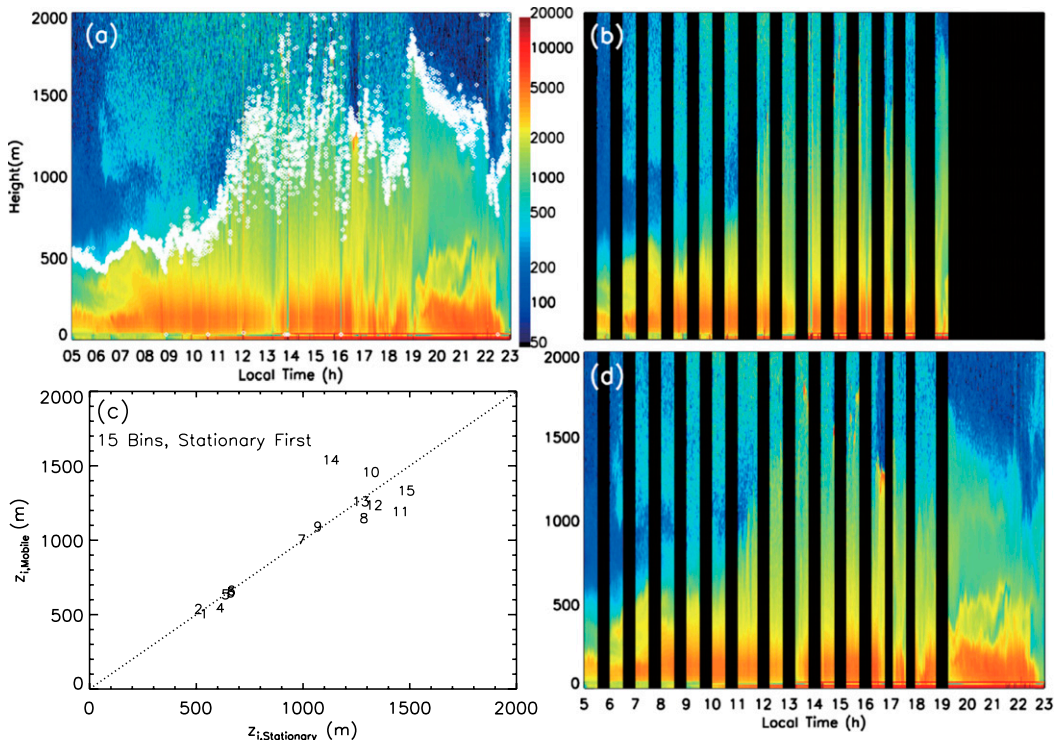 (a)
2000
1500
1000
500
0
Height(m)
05 06 07 08 09 10 11 12 13 14 15 16 17 18 19 20 21 22 23
Local Time (h)
20000
10000
5000
2000
1000
500
200
100
50
(b)
(c)
15 Bins, Stationary First
2000
1500
1000
500
0
z i,Mobile (m)
14
10
15
13
12
11
8
9
7
6
5
4
2
1
0 500 1000 1500 2000
z i,Stationary (m)
(d)
2000
1500
1000
500
0
5 6 7 8 9 10 11 12 13 14 15 16 17 18 19 20 21 22 23
Local Time (h)